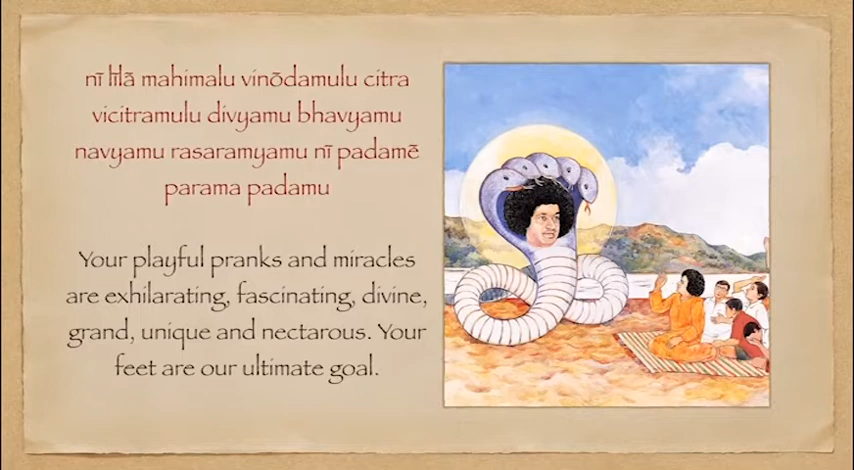 nī līlā mahimalu vinōdamulu citra
vicitramulu divyamu bhavyamu
navyamu rasaramyamu nī padamē
parama padamu
Your playful pranks and miracles
are exhilarating, fascinating, divine,
grand, unique and nectarous. Your
feet are our ultimate goal.